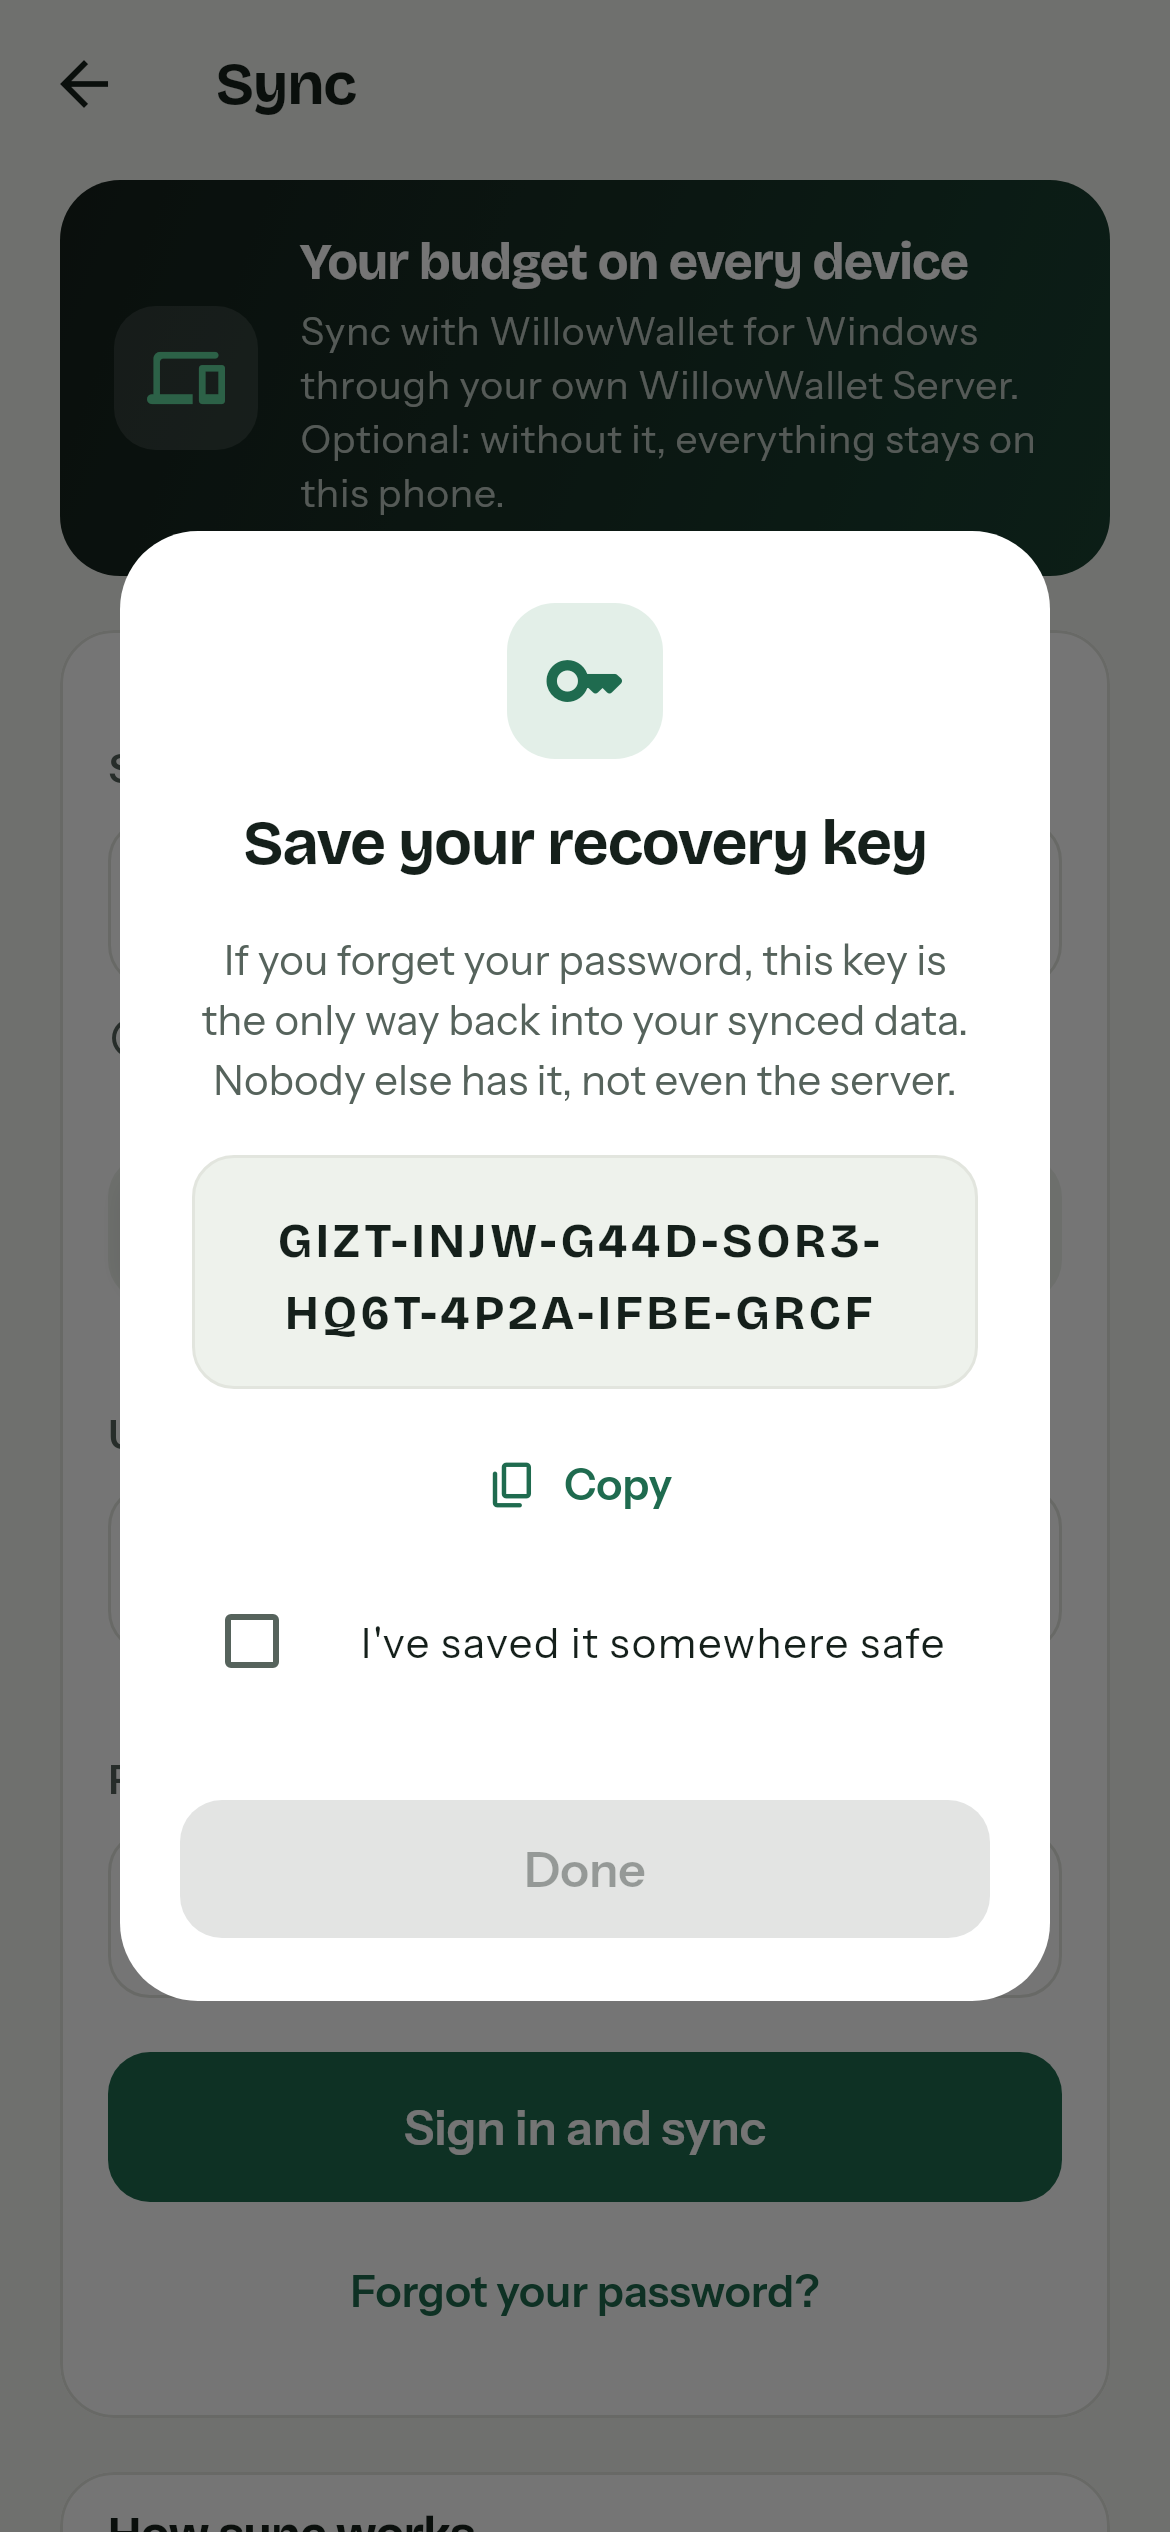 Sync
Your budget on every device
Sync with WillowWallet for Windows
through your own WillowWallet Server.
Optional: without it, everything stays on
this phone.
Save your recovery key
If you forget your password, this key is
the only way back into your synced data.
Nobody else has it, not even the server.
GIZT-INJW-G44D-SOR3-
HQ6T-4P2A-IFBE-GRCF
Copy
I've saved it somewhere safe
Done
Sign in and sync
Forgot your password?
How sync works